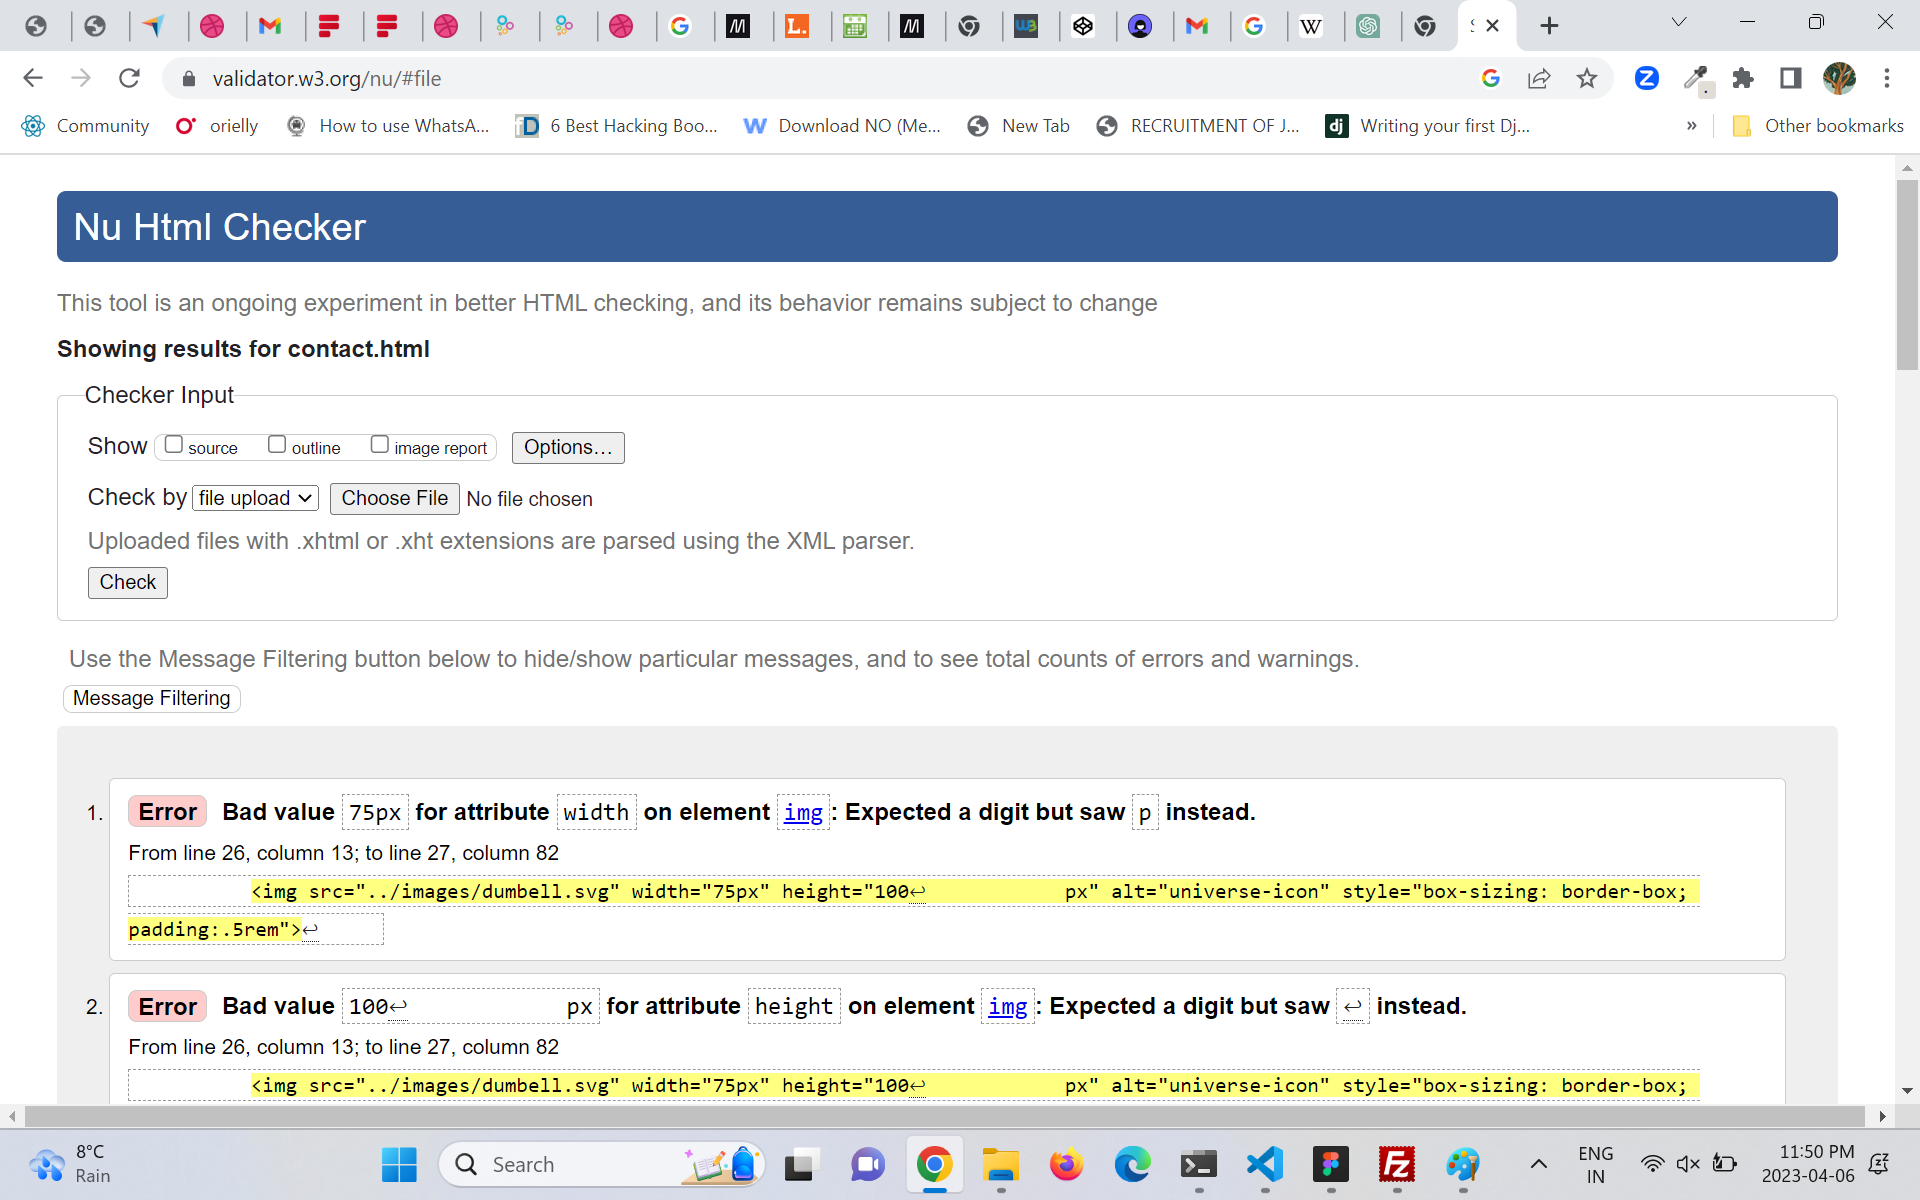 validator.w3.org/nu/#file
Community
orielly
How to use WhatsA...
6 Best Hacking Boo...
Download NO (Me...
New Tab
RECRUITMENT OF J...
Writing your first Dj...
»
Other bookmarks
Nu Html Checker
This tool is an ongoing experiment in better HTML checking, and its behavior remains subject to change
Showing results for contact.html
Checker Input
Show source outline image report Options…
Check by file upload Choose File No file chosen
Uploaded files with .xhtml or .xht extensions are parsed using the XML parser.
Check
Use the Message Filtering button below to hide/show particular messages, and to see total counts of errors and warnings.
Message Filtering
1. Error Bad value 75px for attribute width on element img: Expected a digit but saw p instead.
From line 26, column 13; to line 27, column 82
<img src="../images/dumbell.svg" width="75px" height="100↩ px" alt="universe-icon" style="box-sizing: border-box;
padding:.5rem">↩
2. Error Bad value 100↩ px for attribute height on element img: Expected a digit but saw ↩ instead.
From line 26, column 13; to line 27, column 82
<img src="../images/dumbell.svg" width="75px" height="100↩ px" alt="universe-icon" style="box-sizing: border-box;
8°C
Rain
Search
ENG
IN
11:50 PM
2023-04-06